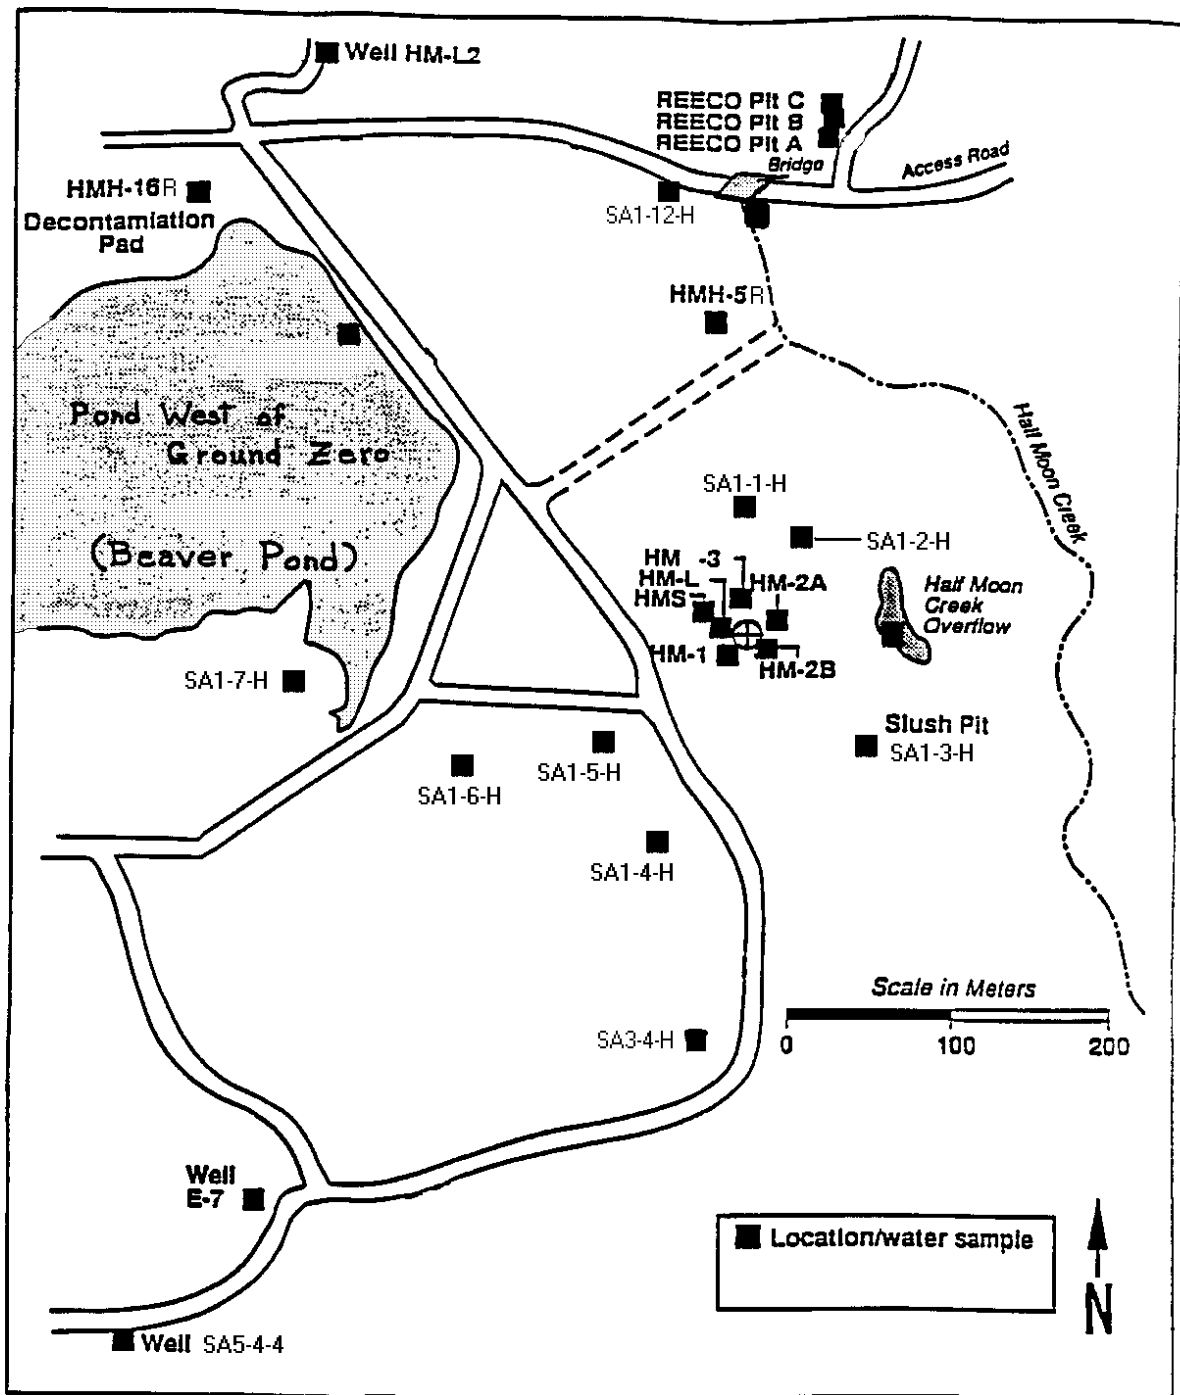 Well HM-L2
REECO Pit C
REECO Pit B
REECO Pit A
Bridge
Access Road
HMH-16R
Decontamiation
Pad
SA1-12-H
HMH-5R
Pond West of
Ground Zero
(Beaver Pond)
Half Moon Creek
SA1-1-H
SA1-2-H
HM -3
HM-L
HM-2A
HMS
HM-1
HM-2B
Half Moon
Creek
Overflow
SA1-7-H
Slush Pit
SA1-3-H
SA1-5-H
SA1-6-H
SA1-4-H
Scale in Meters
0 100 200
SA3-4-H
Well
E-7
Location/water sample
N
Well SA5-4-4